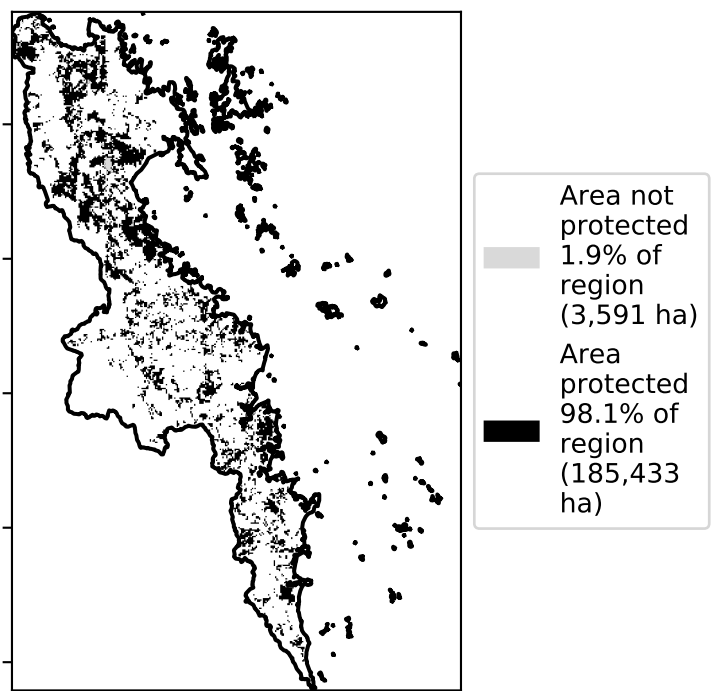 Area not
protected
1.9% of
region
(3,591 ha)
Area
protected
98.1% of
region
(185,433
ha)